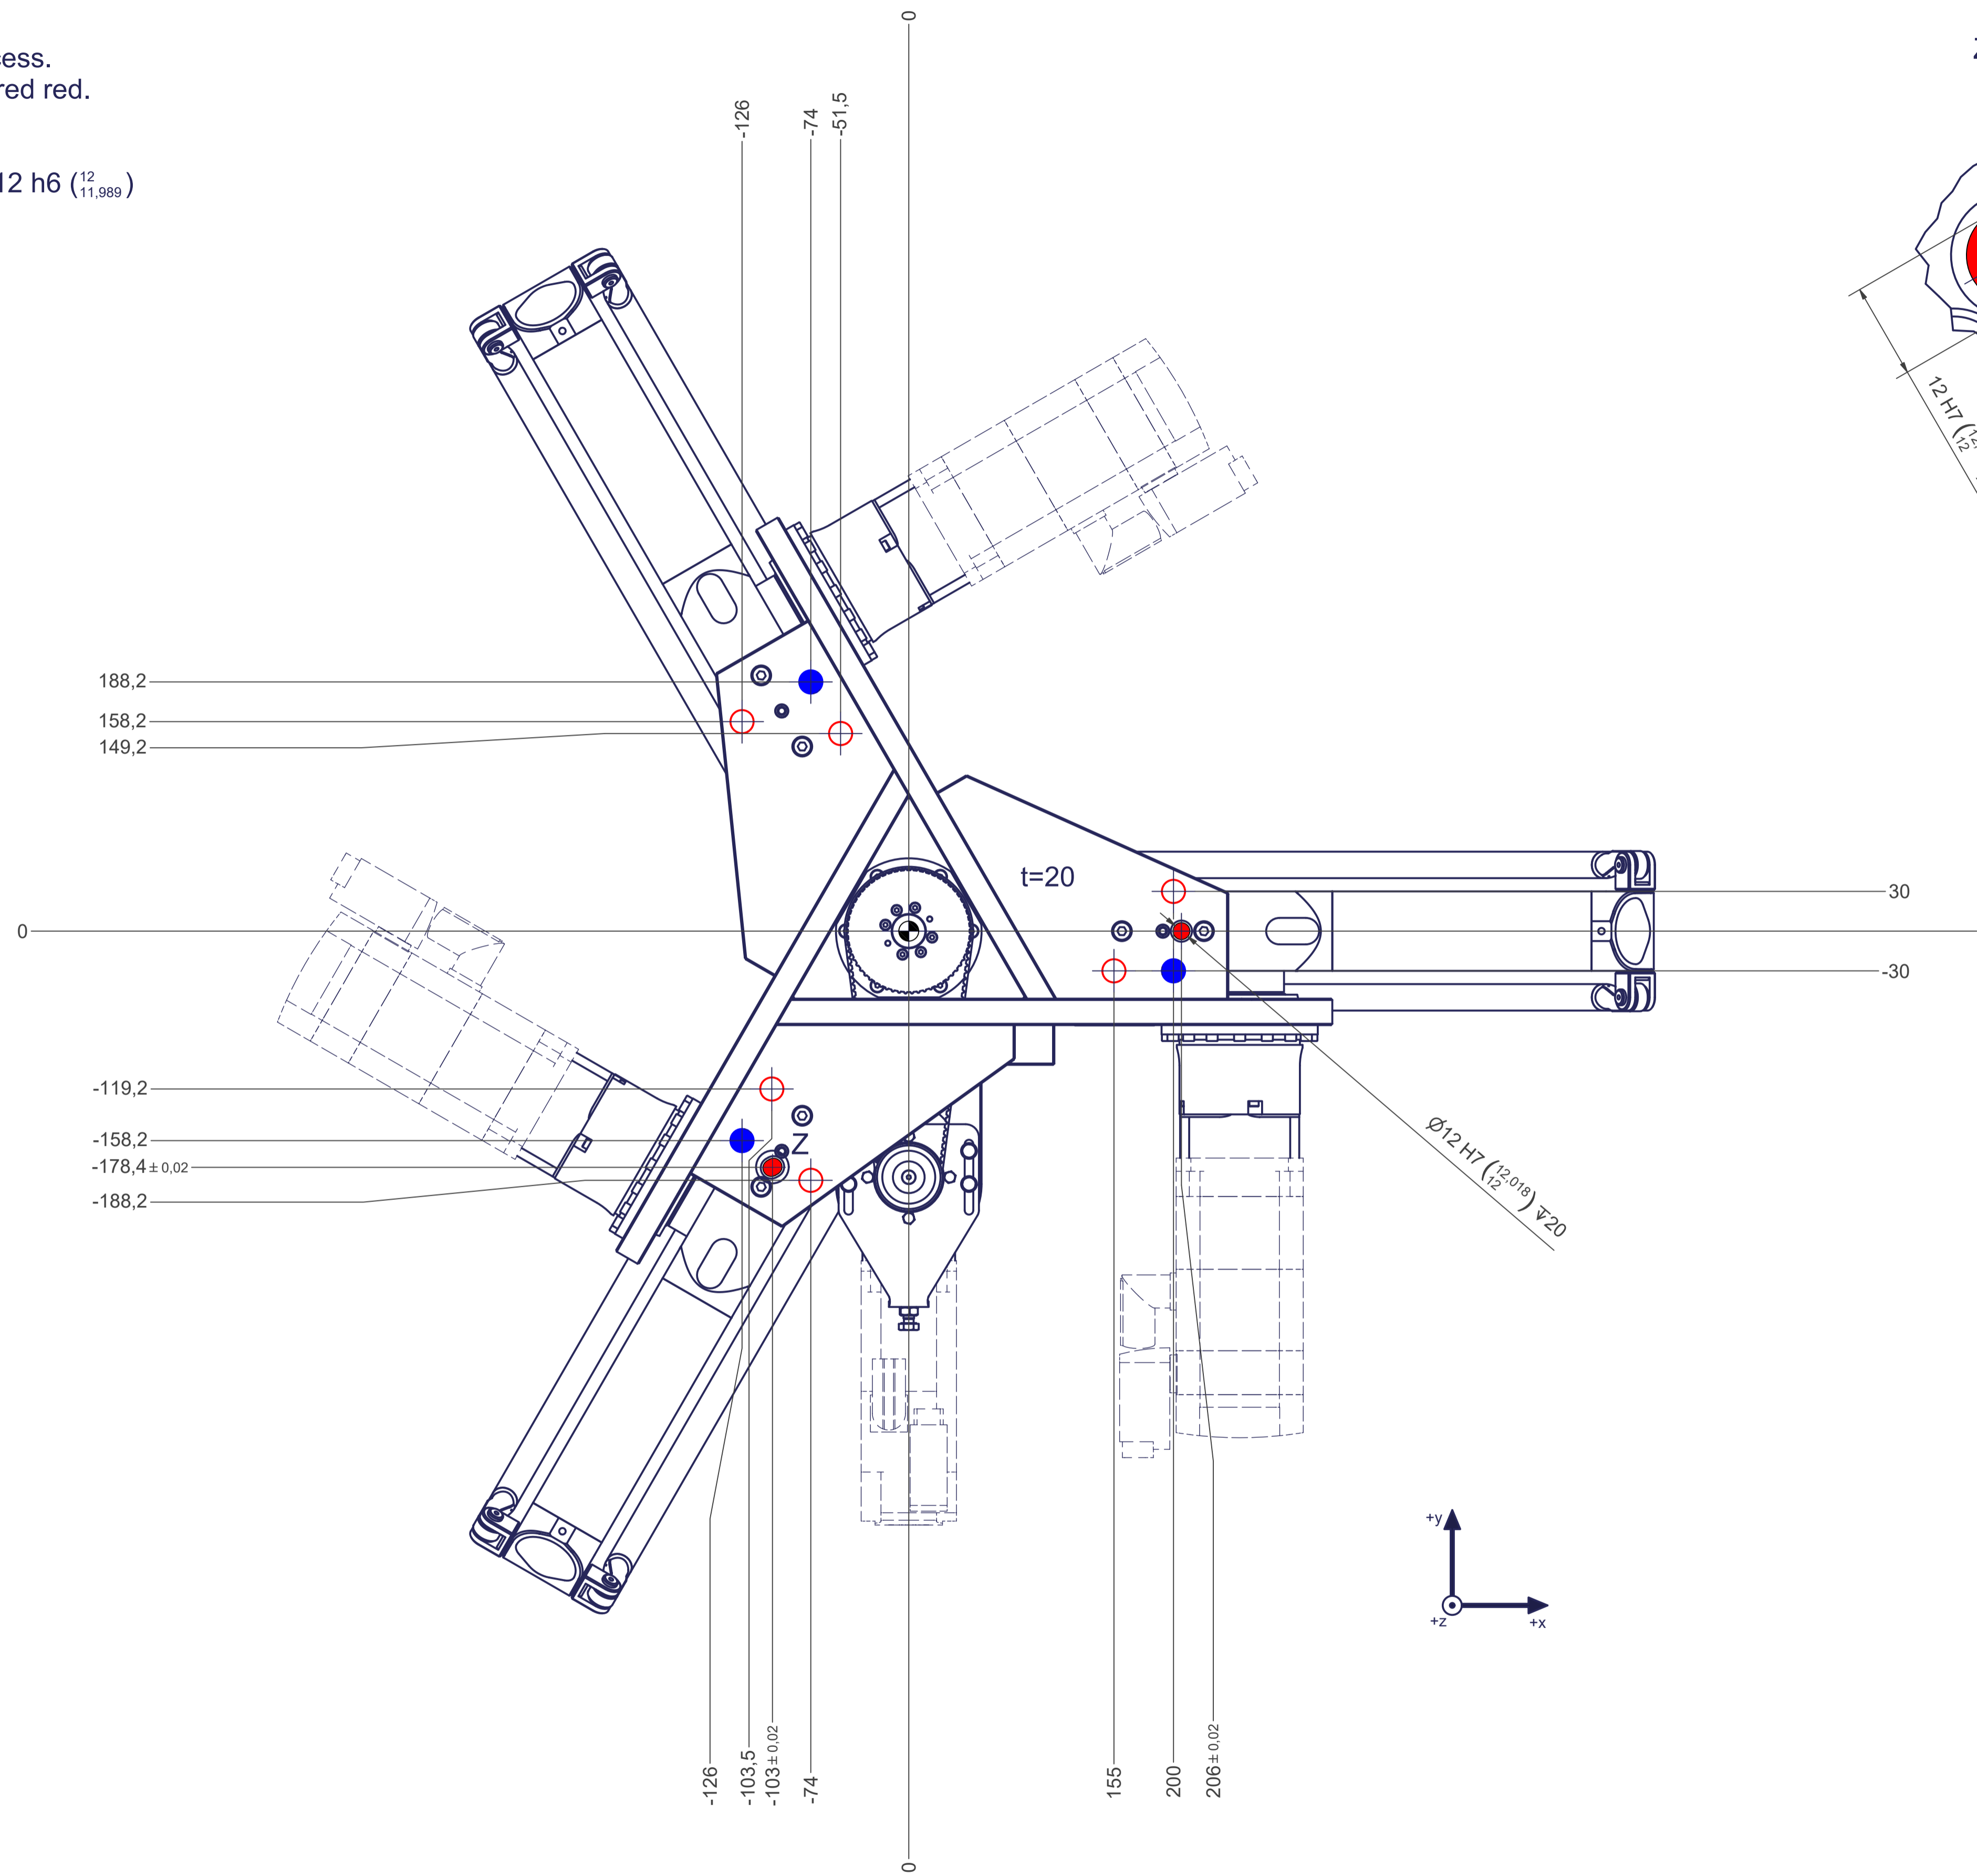 0
cess.
red red.
12 h6 (12 11,989)
-126
-74
-51,5
188,2
158,2
149,2
12 H7
t=20
30
0
-30
-119,2
-158,2
Z
-178,4 ± 0,02
-188,2
Ø12 H7 (12,018 12) ↧20
+y
+z
+x
-126
-103,5
-103 ± 0,02
-74
155
200
206 ± 0,02
0